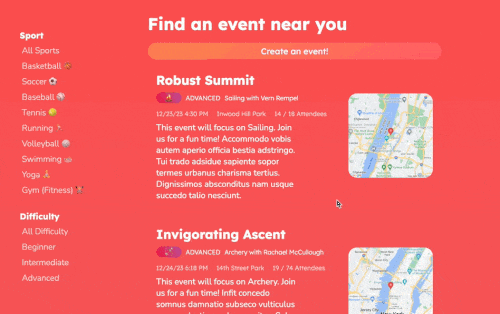 Find an event near you
Create an event!
Sport
All Sports
Basketball
Soccer
Baseball
Tennis
Running
Volleyball
Swimming
Yoga
Gym (Fitness)
Difficulty
All Difficulty
Beginner
Intermediate
Advanced
Robust Summit
ADVANCED Sailing with Vern Rempel
12/23/23 4:30 PM Inwood Hill Park 14 / 18 Attendees
This event will focus on Sailing. Join
us for a fun time! Accommodo vobis
autem aperio officia bestia adstringo.
Tui trado adsidue sapiente sopor
termes urbanus charisma tertius.
Dignissimos absconditus nam usque
succedo talio nesciunt.
Invigorating Ascent
ADVANCED Archery with Rachael McCullough
12/24/23 6:18 PM 14th Street Park 19 / 74 Attendees
This event will focus on Archery. Join
us for a fun time! Infit concedo
somnus damnatio subseco vulticulus